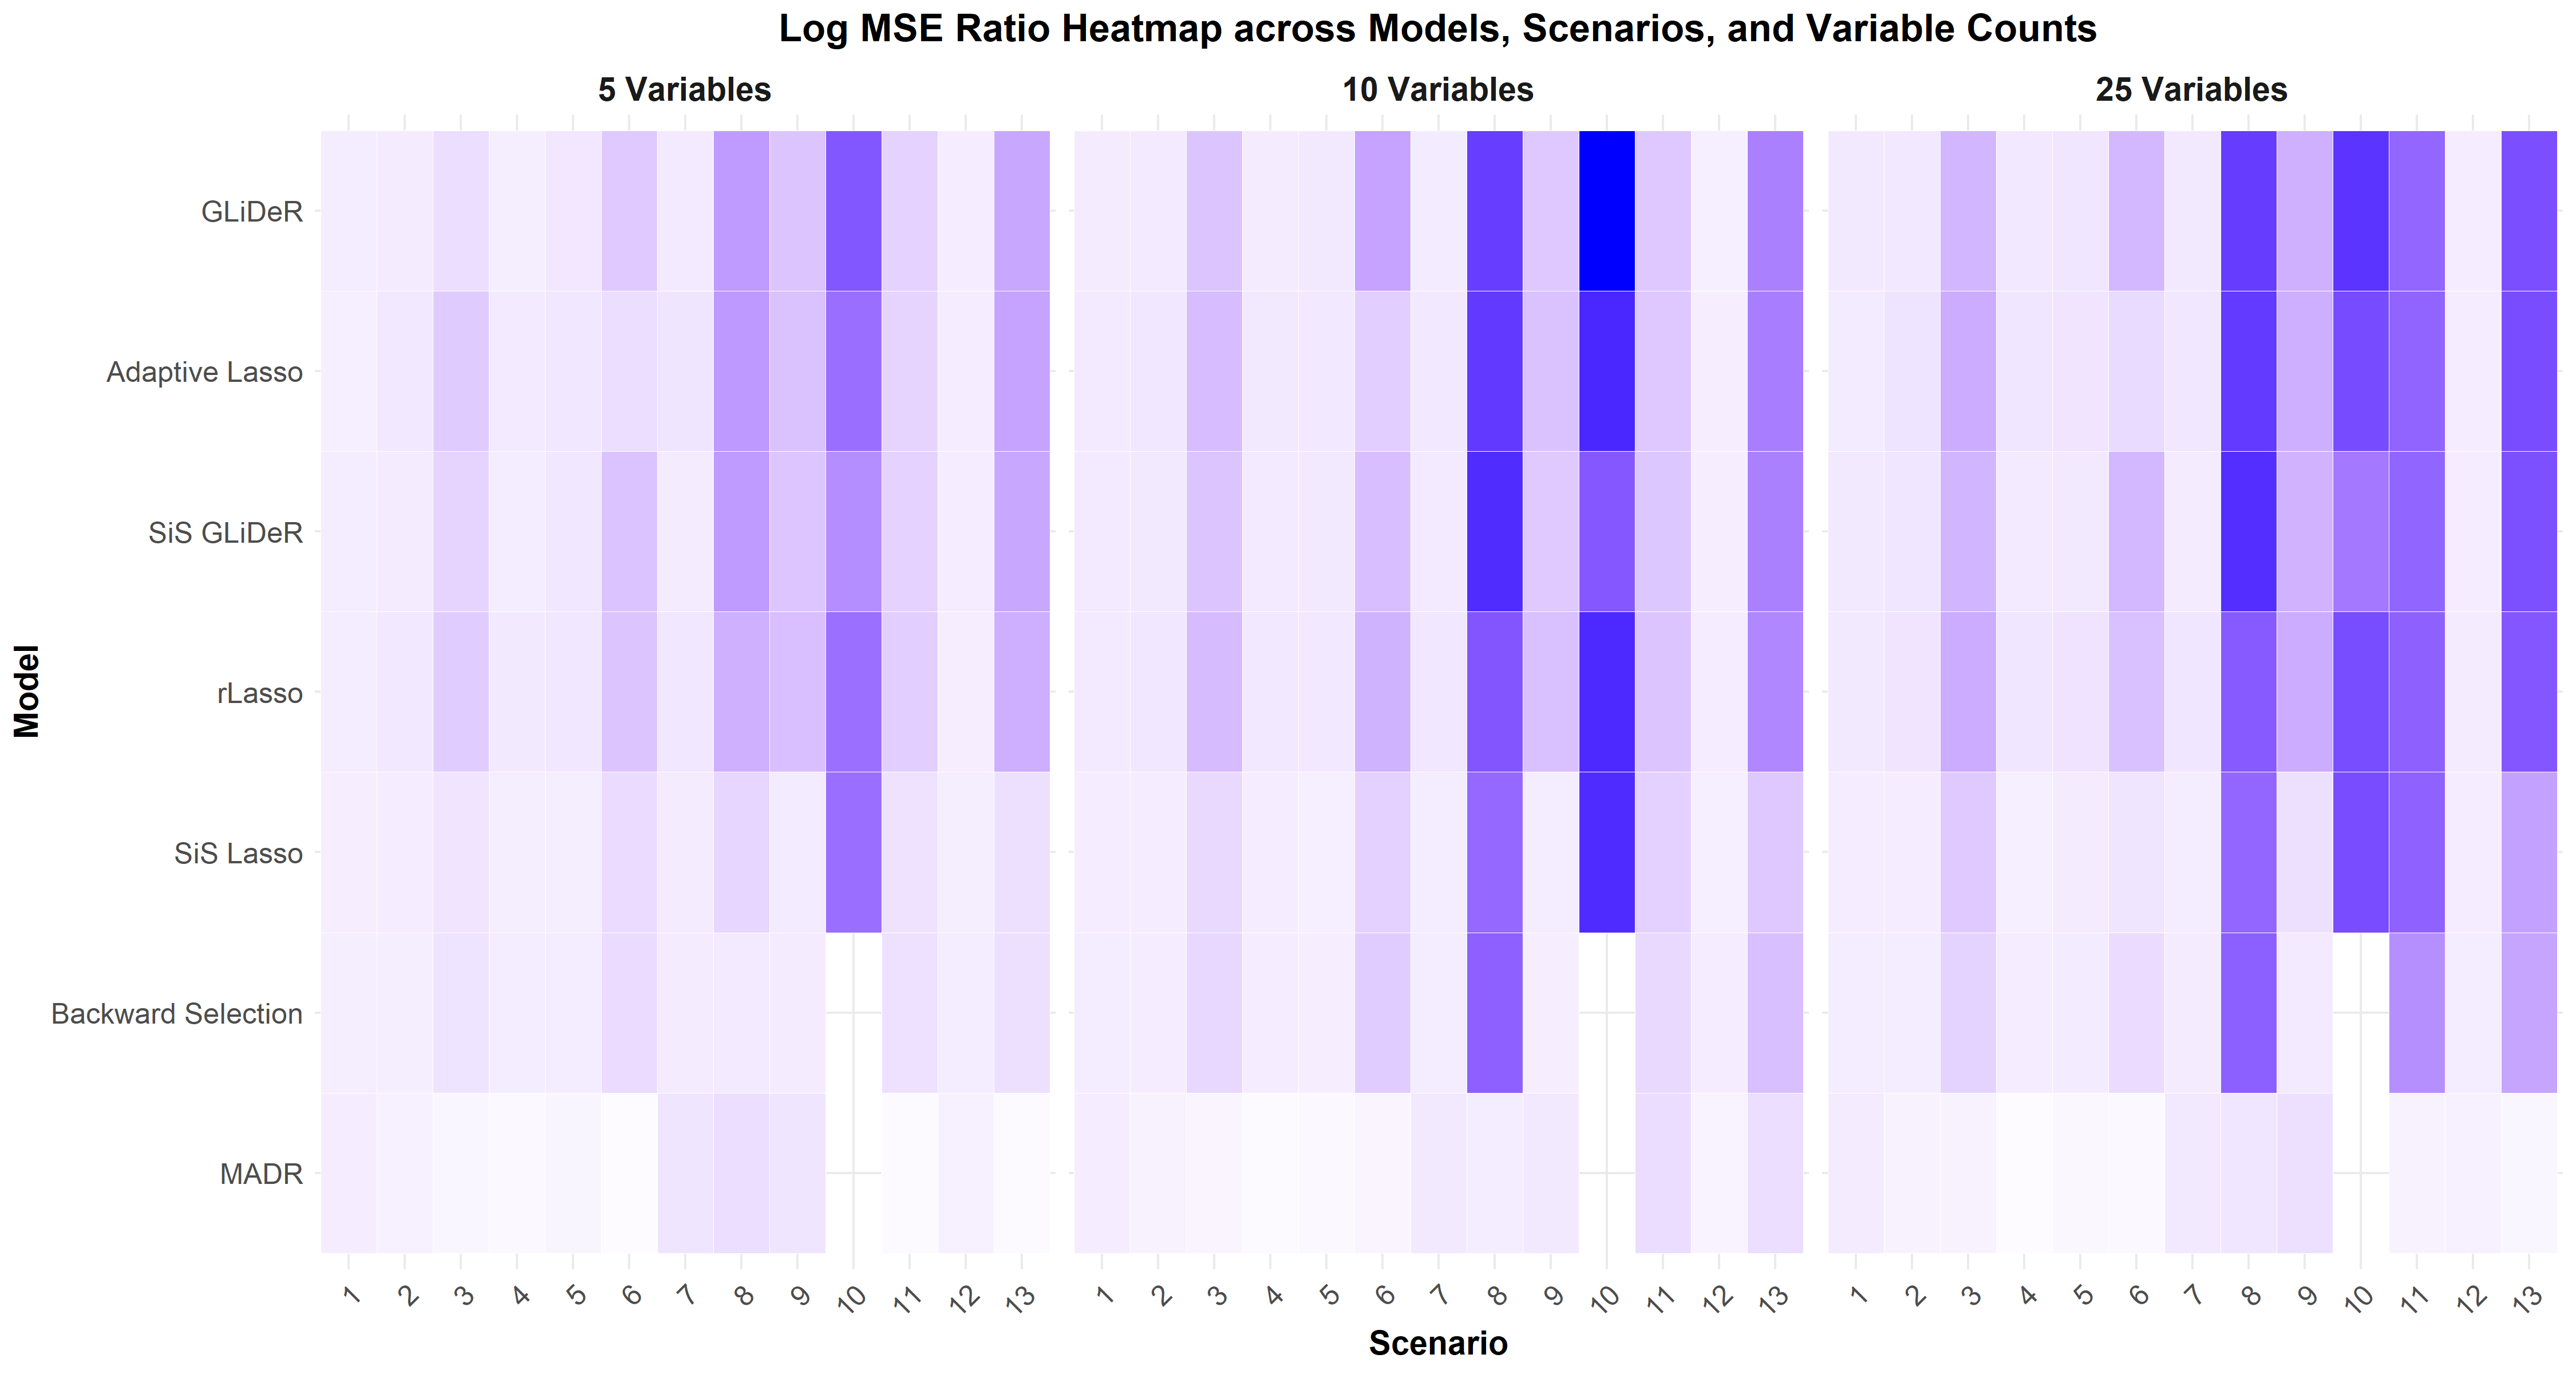 Log MSE Ratio Heatmap across Models, Scenarios, and Variable Counts
5 Variables 10 Variables 25 Variables
GLiDeR
Adaptive Lasso
SiS GLiDeR
rLasso
SiS Lasso
Backward Selection
MADR
Model
1 2 3 4 5 6 7 8 9 10 11 12 13 1 2 3 4 5 6 7 8 9 10 11 12 13 1 2 3 4 5 6 7 8 9 10 11 12 13
Scenario